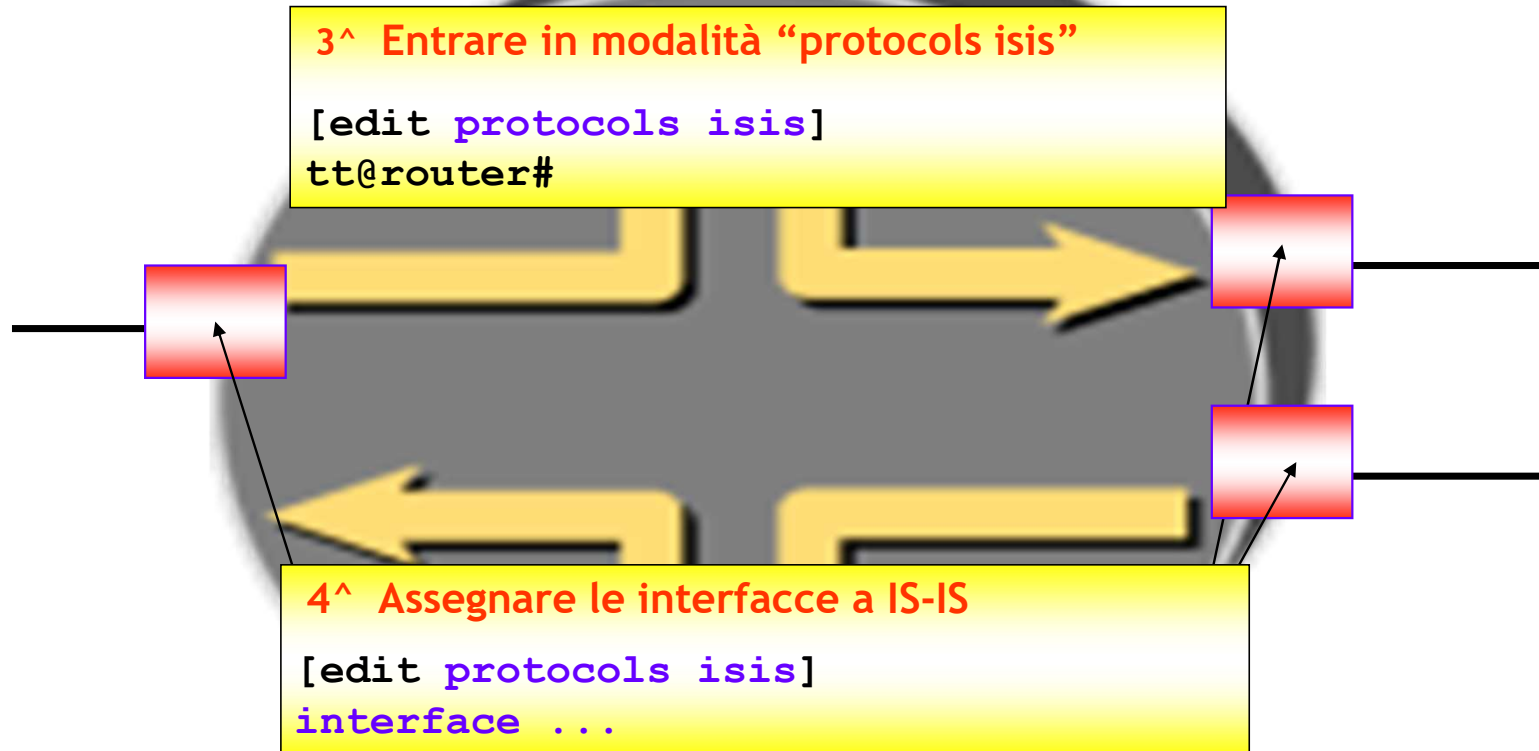 3^ Entrare in modalità “protocols isis”
[edit protocols isis]
tt@router#
4^ Assegnare le interfacce a IS-IS
[edit protocols isis]
interface ...